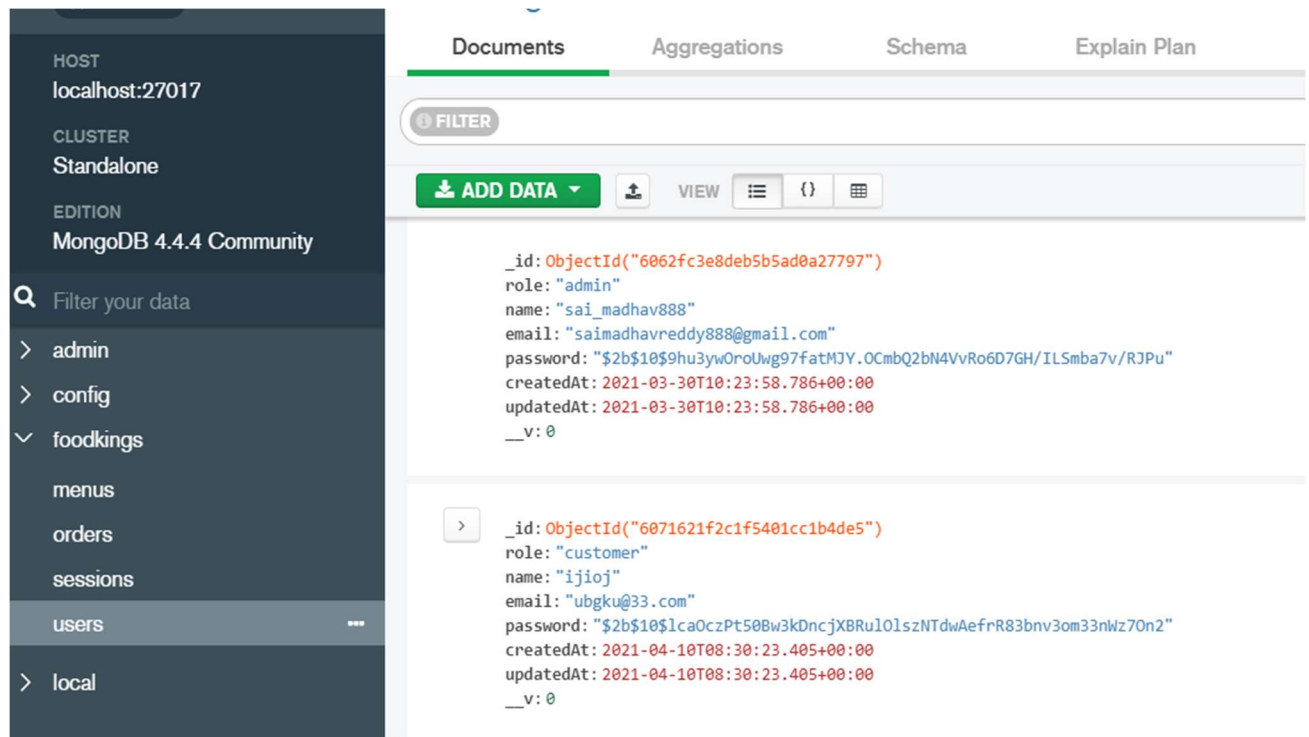 HOST
localhost:27017
CLUSTER
Standalone
EDITION
MongoDB 4.4.4 Community
Filter your data
admin
config
foodkings
menus
orders
sessions
users
local
Documents Aggregations Schema Explain Plan
FILTER
ADD DATA VIEW {}
_id: ObjectId("6062fc3e8deb5b5ad0a27797")
role: "admin"
name: "sai_madhav888"
email: "saimadhavreddy888@gmail.com"
password: "$2b$10$9hu3ywOroUwg97fatMJY.OCmbQ2bN4VvRo6D7GH/ILSmba7v/RJPu"
createdAt: 2021-03-30T10:23:58.786+00:00
updatedAt: 2021-03-30T10:23:58.786+00:00
__v: 0
_id: ObjectId("6071621f2c1f5401cc1b4de5")
role: "customer"
name: "ijioj"
email: "ubgku@33.com"
password: "$2b$10$lcaOczPt50Bw3kDncjXBRulOlszNTdwAefrR83bnv3om33nWz7On2"
createdAt: 2021-04-10T08:30:23.405+00:00
updatedAt: 2021-04-10T08:30:23.405+00:00
__v: 0